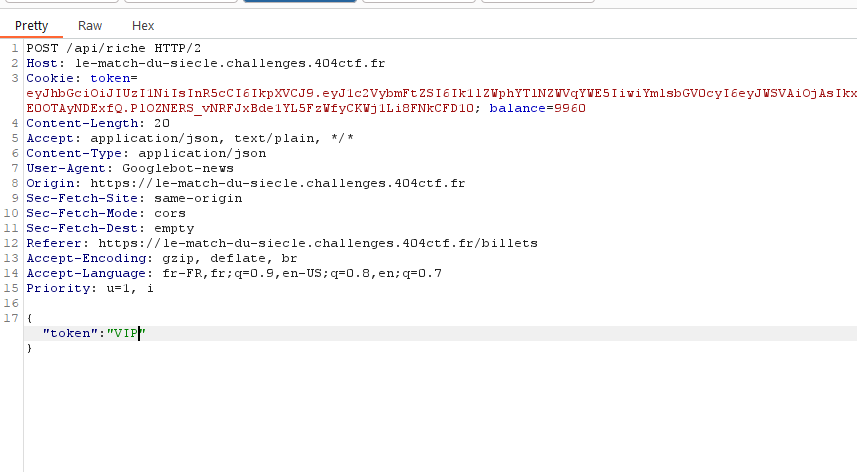 Pretty Raw Hex
1 POST /api/riche HTTP/2
2 Host: le-match-du-siecle.challenges.404ctf.fr
3 Cookie: token=
eyJhbGciOiJIUzI1NiIsInR5cCI6IkpXVCJ9.eyJ1c2VybmFtZSI6Ik1lZWphYTlNZWVqYWE5IiwiYmlsbGV0cyI6eyJWSVAiOjAsIkx
E0OTAyNDExfQ.P1OZNERS_vNRFJxBde1YL5FzWfyCKWj1Li8FNkCFD10; balance=9960
4 Content-Length: 20
5 Accept: application/json, text/plain, */*
6 Content-Type: application/json
7 User-Agent: Googlebot-news
8 Origin: https://le-match-du-siecle.challenges.404ctf.fr
9 Sec-Fetch-Site: same-origin
10 Sec-Fetch-Mode: cors
11 Sec-Fetch-Dest: empty
12 Referer: https://le-match-du-siecle.challenges.404ctf.fr/billets
13 Accept-Encoding: gzip, deflate, br
14 Accept-Language: fr-FR,fr;q=0.9,en-US;q=0.8,en;q=0.7
15 Priority: u=1, i
16
17 {
"token":"VIP"
}